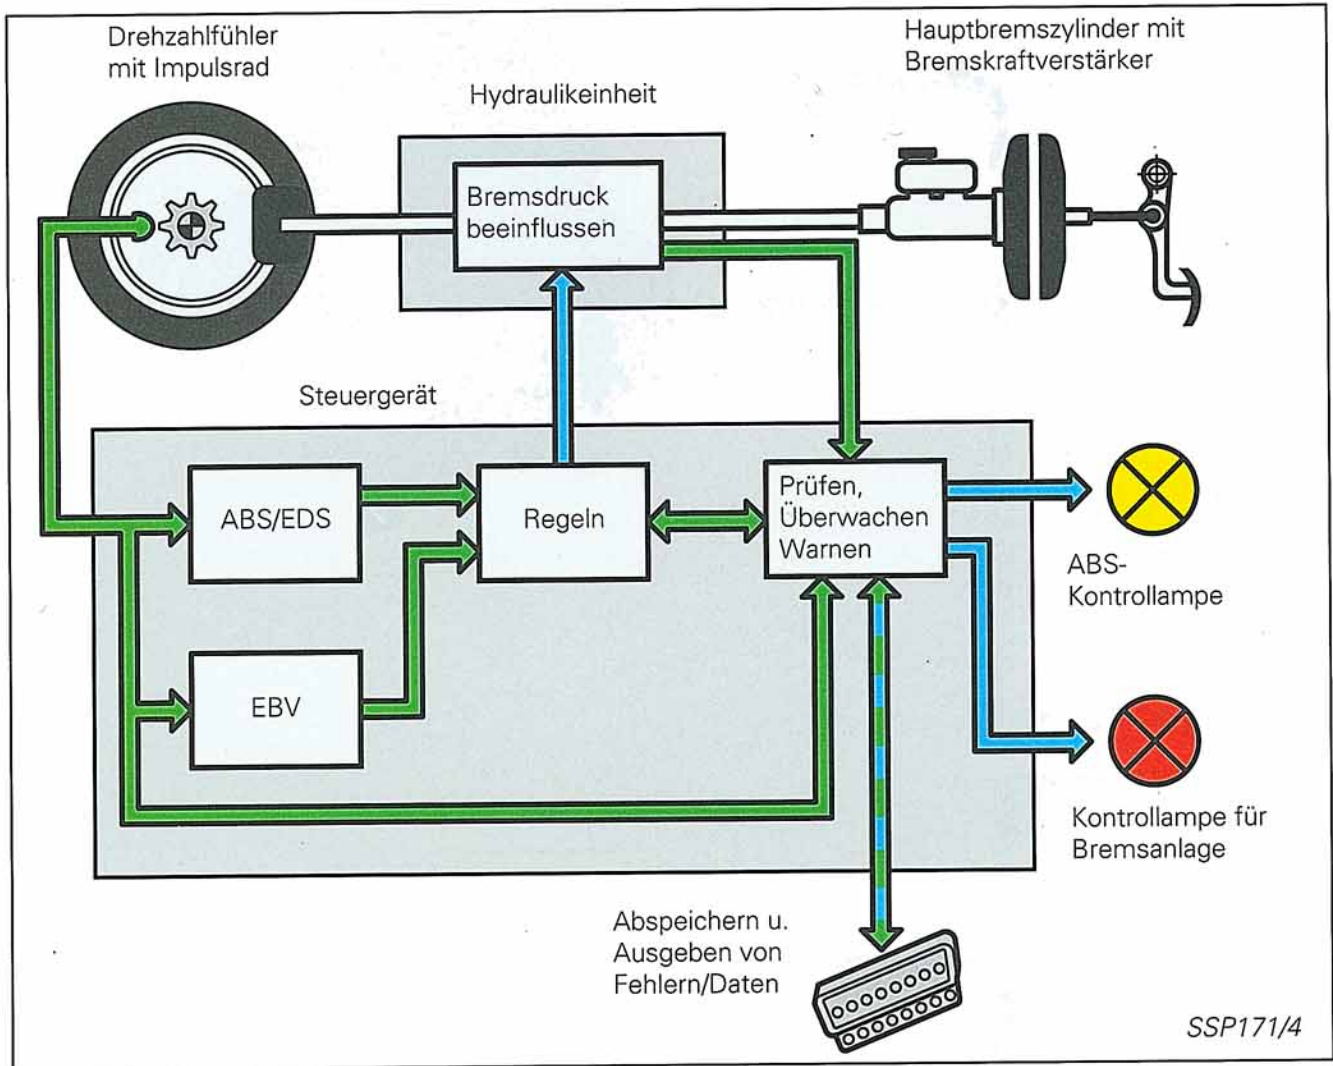 Drehzahlfühler
mit Impulsrad
Hydraulikeinheit
Hauptbremszylinder mit
Bremskraftverstärker
Bremsdruck
beeinflussen
Steuergerät
ABS/EDS
Regeln
Prüfen,
Überwachen
Warnen
EBV
ABS-
Kontrollampe
Kontrollampe für
Bremsanlage
Abspeichern u.
Ausgeben von
Fehlern/Daten
SSP171/4